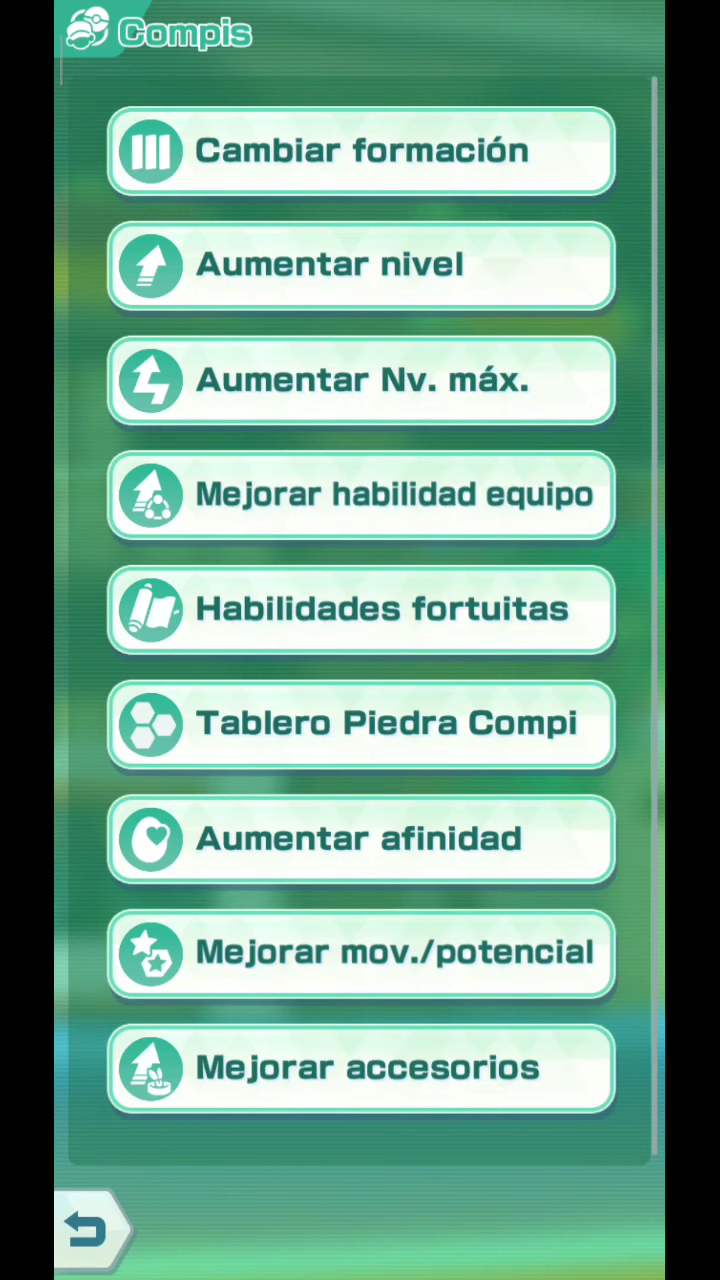 Compis
Cambiar formación
Aumentar nivel
Aumentar Nv. máx.
Mejorar habilidad equipo
Habilidades fortuitas
Tablero Piedra Compi
Aumentar afinidad
Mejorar mov./potencial
Mejorar accesorios